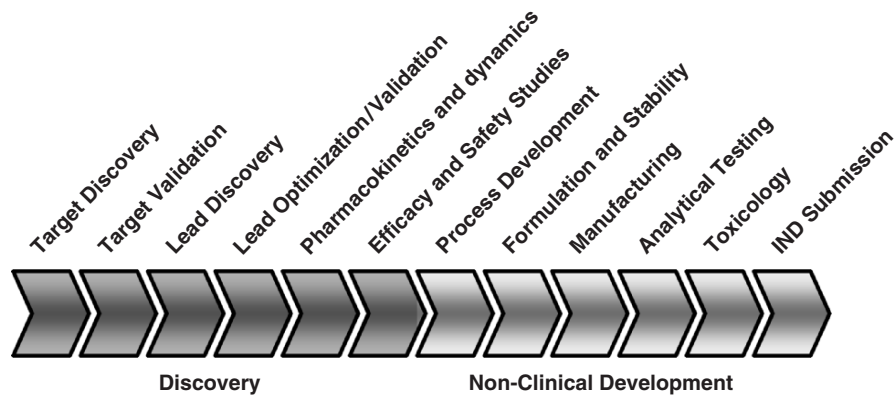 Target Discovery
Target Validation
Lead Discovery
Lead Optimization/Validation
Pharmacokinetics and dynamics
Efficacy and Safety Studies
Process Development
Formulation and Stability
Manufacturing
Analytical Testing
Toxicology
IND Submission
Discovery
Non-Clinical Development